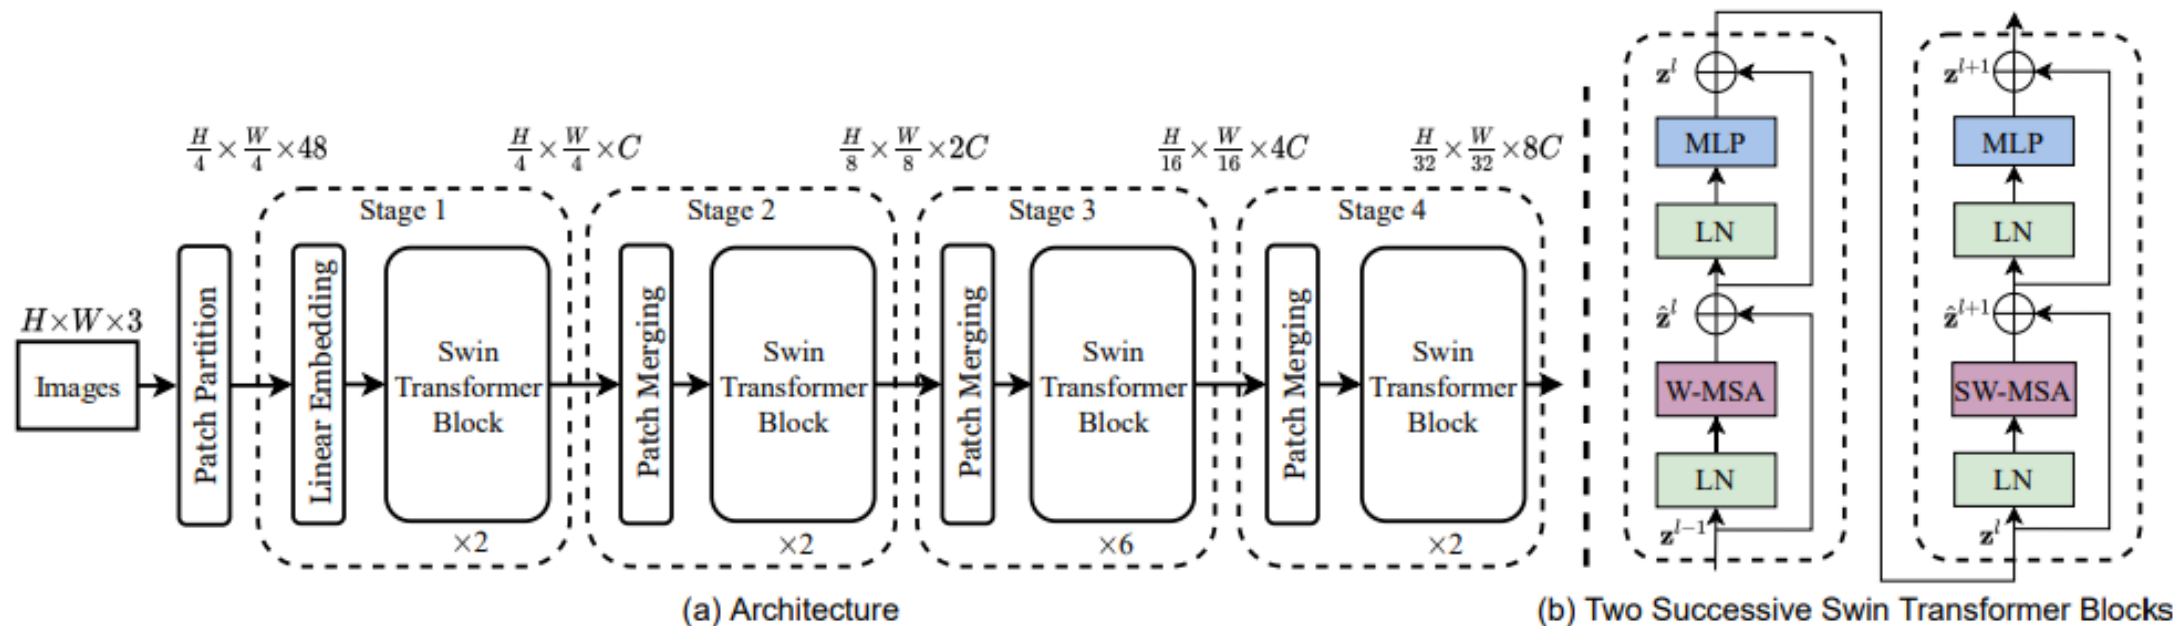 H/4 × W/4 × 48
H/4 × W/4 × C
H/8 × W/8 × 2C
H/16 × W/16 × 4C
H/32 × W/32 × 8C
Stage 1
Stage 2
Stage 3
Stage 4
H×W×3
Images
Patch Partition
Linear Embedding
Swin
Transformer
Block
×2
Patch Merging
Swin
Transformer
Block
×2
Patch Merging
Swin
Transformer
Block
×6
Patch Merging
Swin
Transformer
Block
×2
(a) Architecture
z^l
MLP
LN
ẑ^l
W-MSA
LN
z^{l-1}
z^{l+1}
MLP
LN
ẑ^{l+1}
SW-MSA
LN
z^l
(b) Two Successive Swin Transformer Blocks